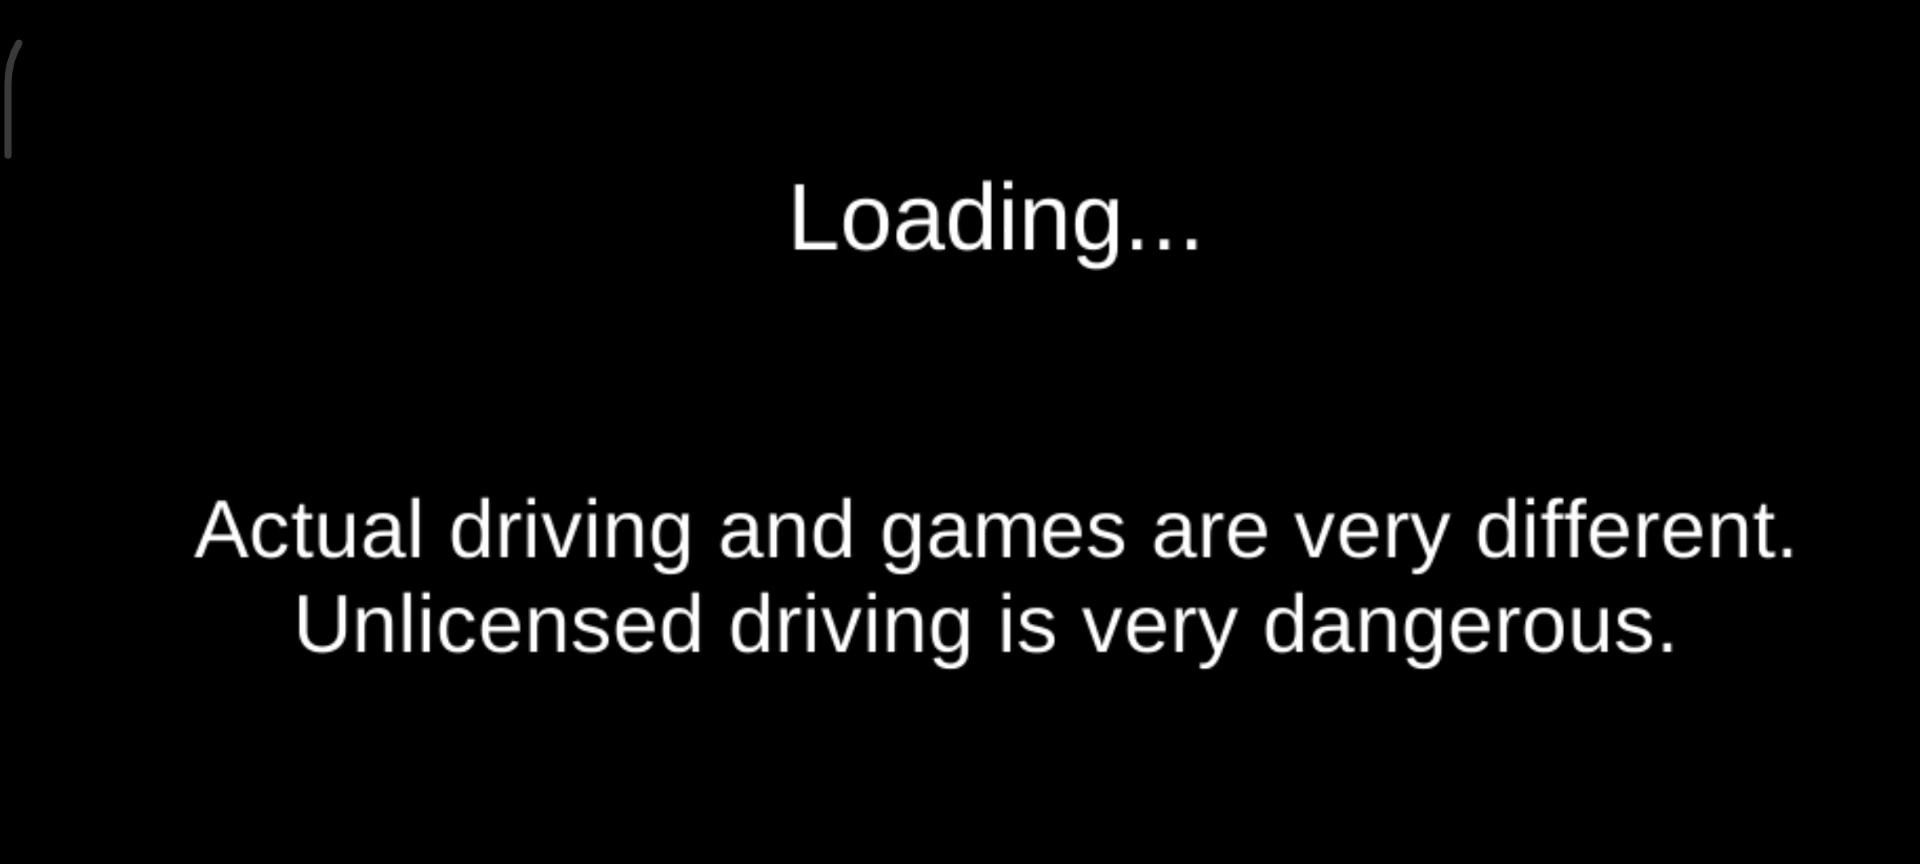 Loading...
Actual driving and games are very different.
Unlicensed driving is very dangerous.